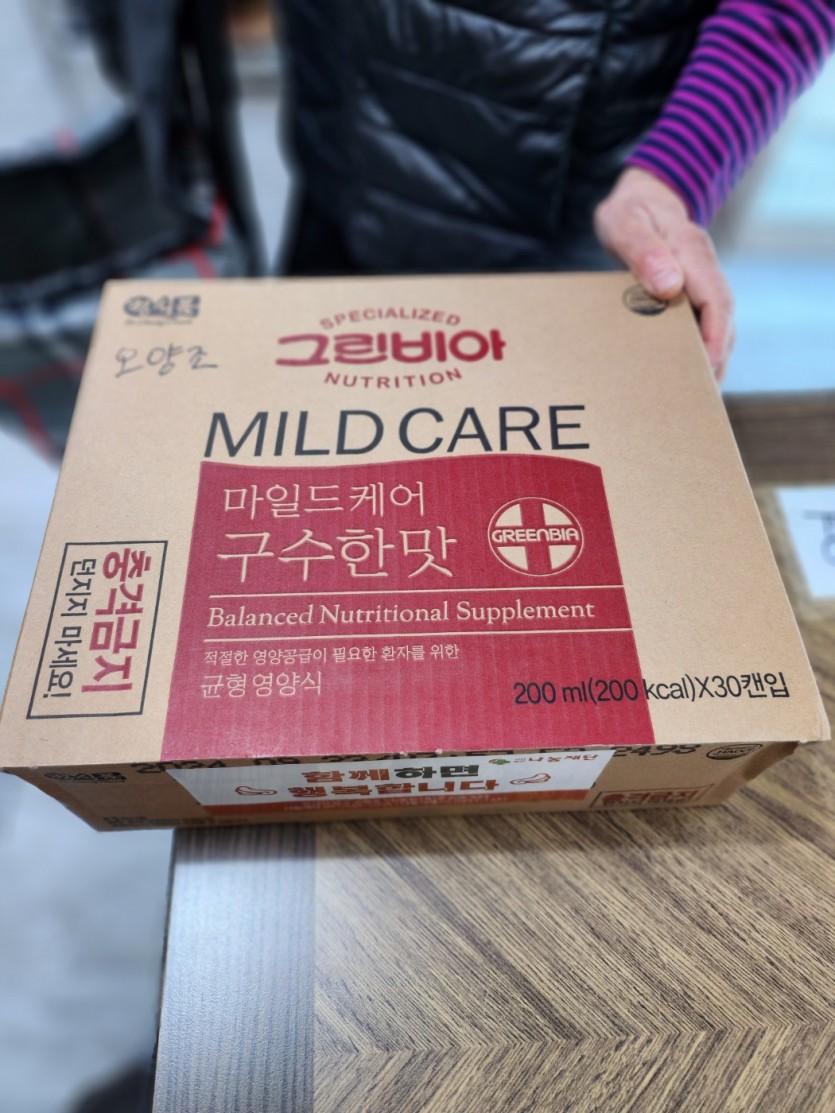 오양조
SPECIALIZED
그린비아
NUTRITION
MILD CARE
마일드케어
구수한맛
GREENBIA
Balanced Nutritional Supplement
적절한 영양공급이 필요한 환자를 위한
균형영양식
200 ml(200 kcal)X30캔입
충격금지
던지지 마세요!
함께하면
행복합니다